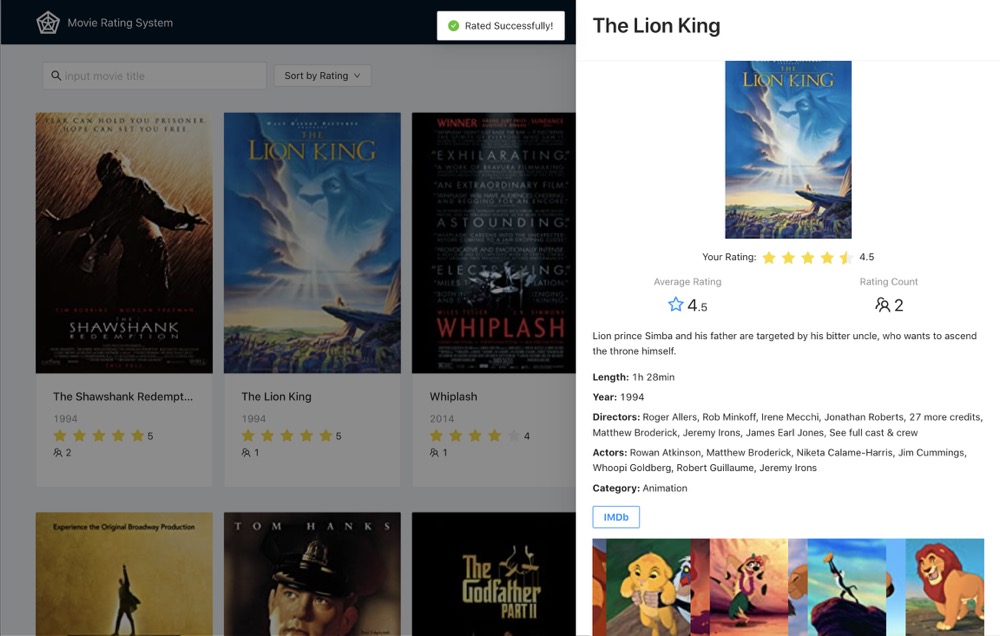 Movie Rating System
Rated Successfully!
input movie title
Sort by Rating
FEAR CAN HOLD YOU PRISONER.
HOPE CAN SET YOU FREE.
TIM ROBBINS MORGAN FREEMAN
THE
SHAWSHANK
REDEMPTION
The Shawshank Redempt...
1994
5
2
WALT DISNEY PICTURES
THE
LION KING
The Lion King
1994
5
1
WINNER
SUNDANCE
"EXHILARATING.
"AN EXTRAORDINARY FILM."
ASTOUNDING.
MILES TELLER J.K. SIMMONS
WHIPLASH
Whiplash
2014
4
1
Experience the Original Broadway Production
TOM HANKS
The
Godfather
PART II
The Lion King
THE
LION KING
Your Rating: 4.5
Average Rating Rating Count
4.5 2
Lion prince Simba and his father are targeted by his bitter uncle, who wants to ascend
the throne himself.
Length: 1h 28min
Year: 1994
Directors: Roger Allers, Rob Minkoff, Irene Mecchi, Jonathan Roberts, 27 more credits,
Matthew Broderick, Jeremy Irons, James Earl Jones, See full cast & crew
Actors: Rowan Atkinson, Matthew Broderick, Niketa Calame-Harris, Jim Cummings,
Whoopi Goldberg, Robert Guillaume, Jeremy Irons
Category: Animation
IMDb